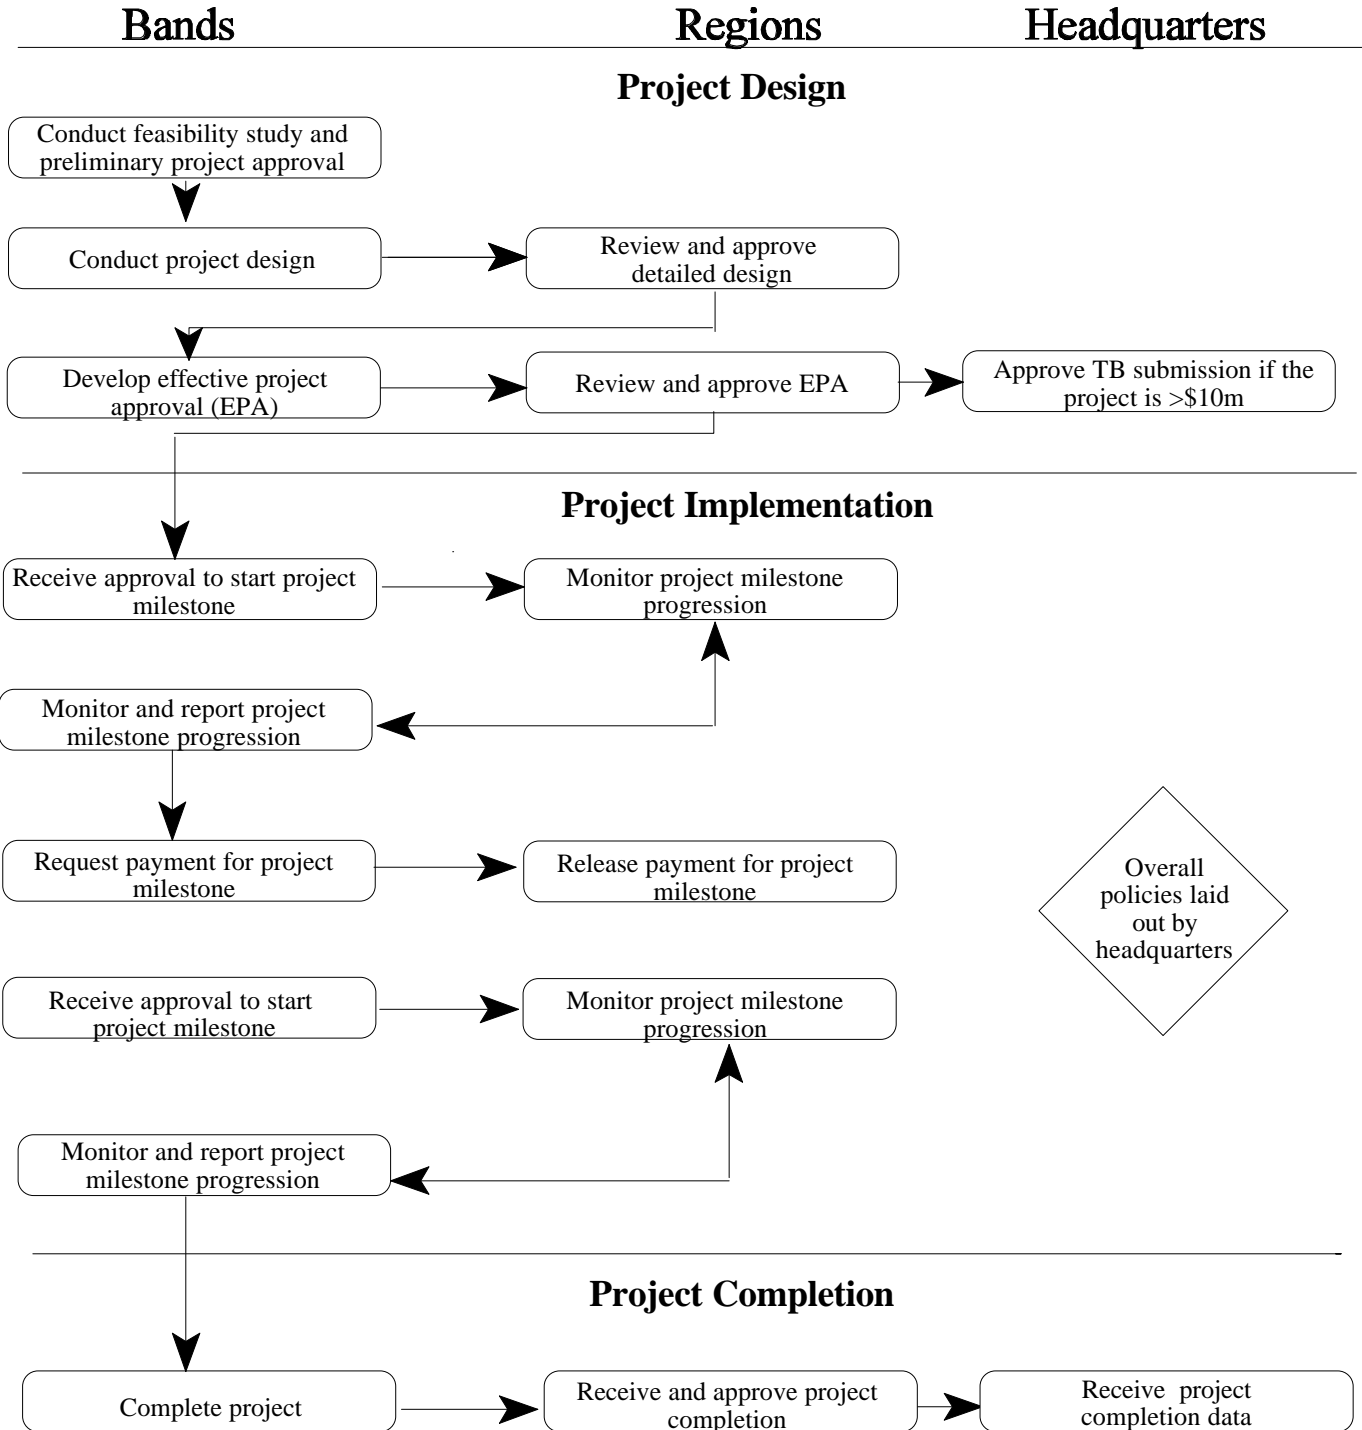 Bands Regions Headquarters
Project Design
Conduct feasibility study and
preliminary project approval
Conduct project design
Review and approve
detailed design
Develop effective project
approval (EPA)
Review and approve EPA
Approve TB submission if the
project is >$10m
Project Implementation
Receive approval to start project
milestone
Monitor project milestone
progression
Monitor and report project
milestone progression
Request payment for project
milestone
Release payment for project
milestone
Overall
policies laid
out by
headquarters
Receive approval to start
project milestone
Monitor project milestone
progression
Monitor and report project
milestone progression
Project Completion
Complete project
Receive and approve project
completion
Receive project
completion data